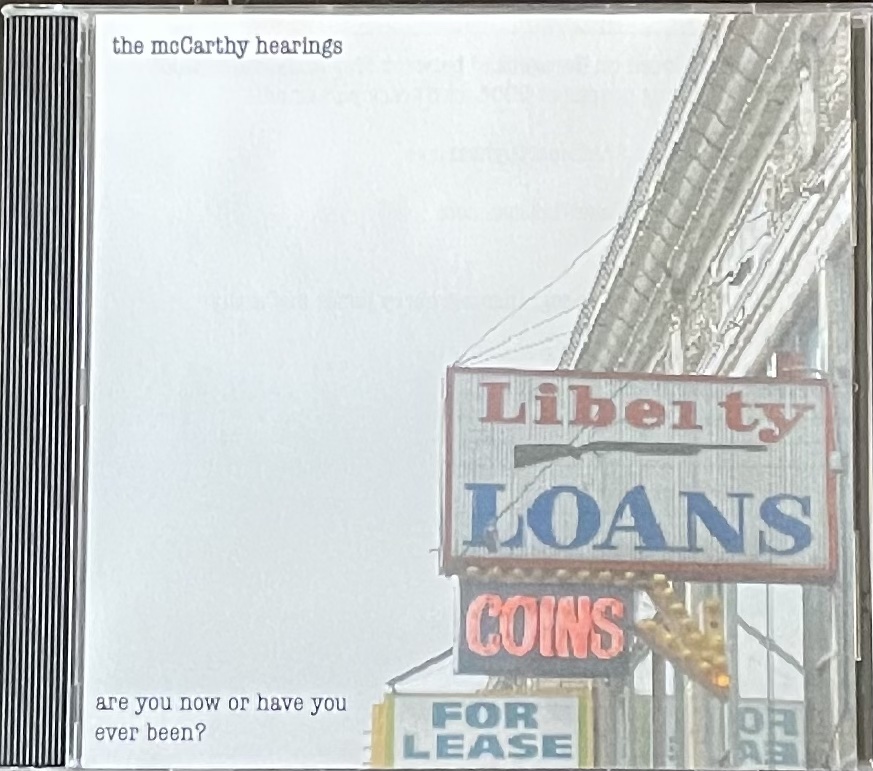 the mcCarthy hearings
Liberty
LOANS
COINS
FOR
LEASE
are you now or have you
ever been?